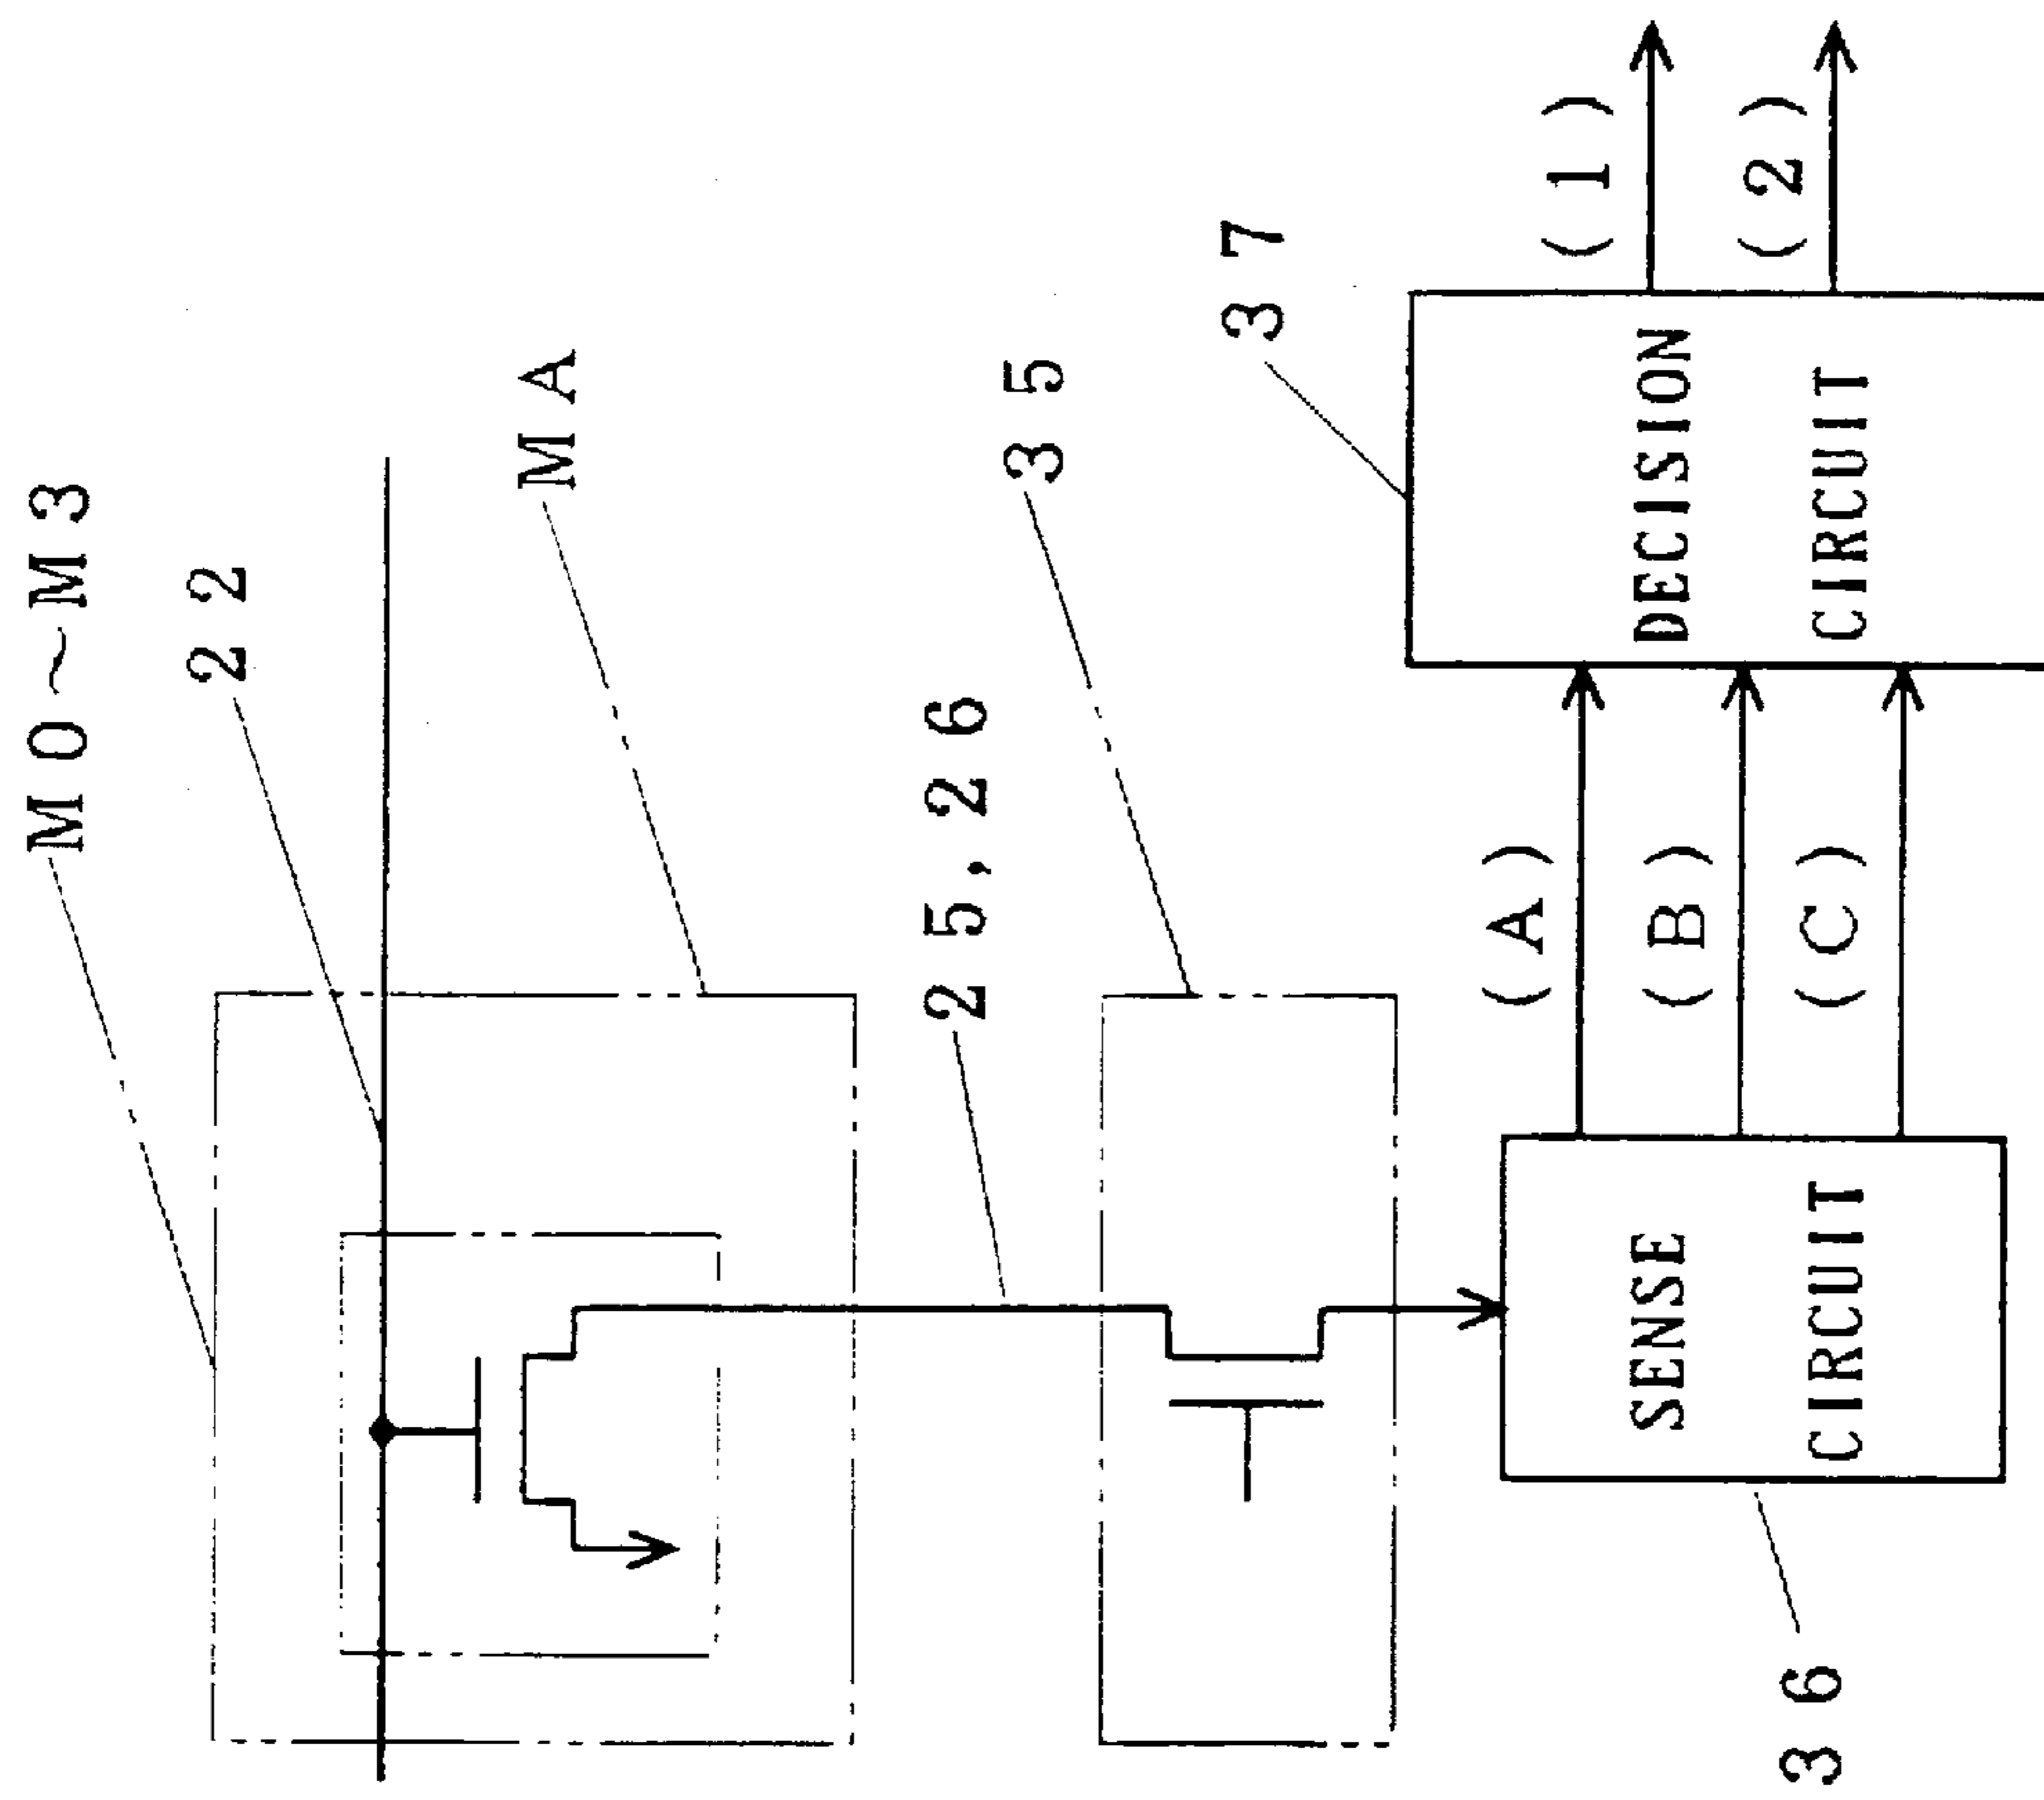 M0～M3
22
MA
25, 26
35
37
(A)
(B)
(C)
(1)
(2)
DECISION
CIRCUIT
SENSE
CIRCUIT
36